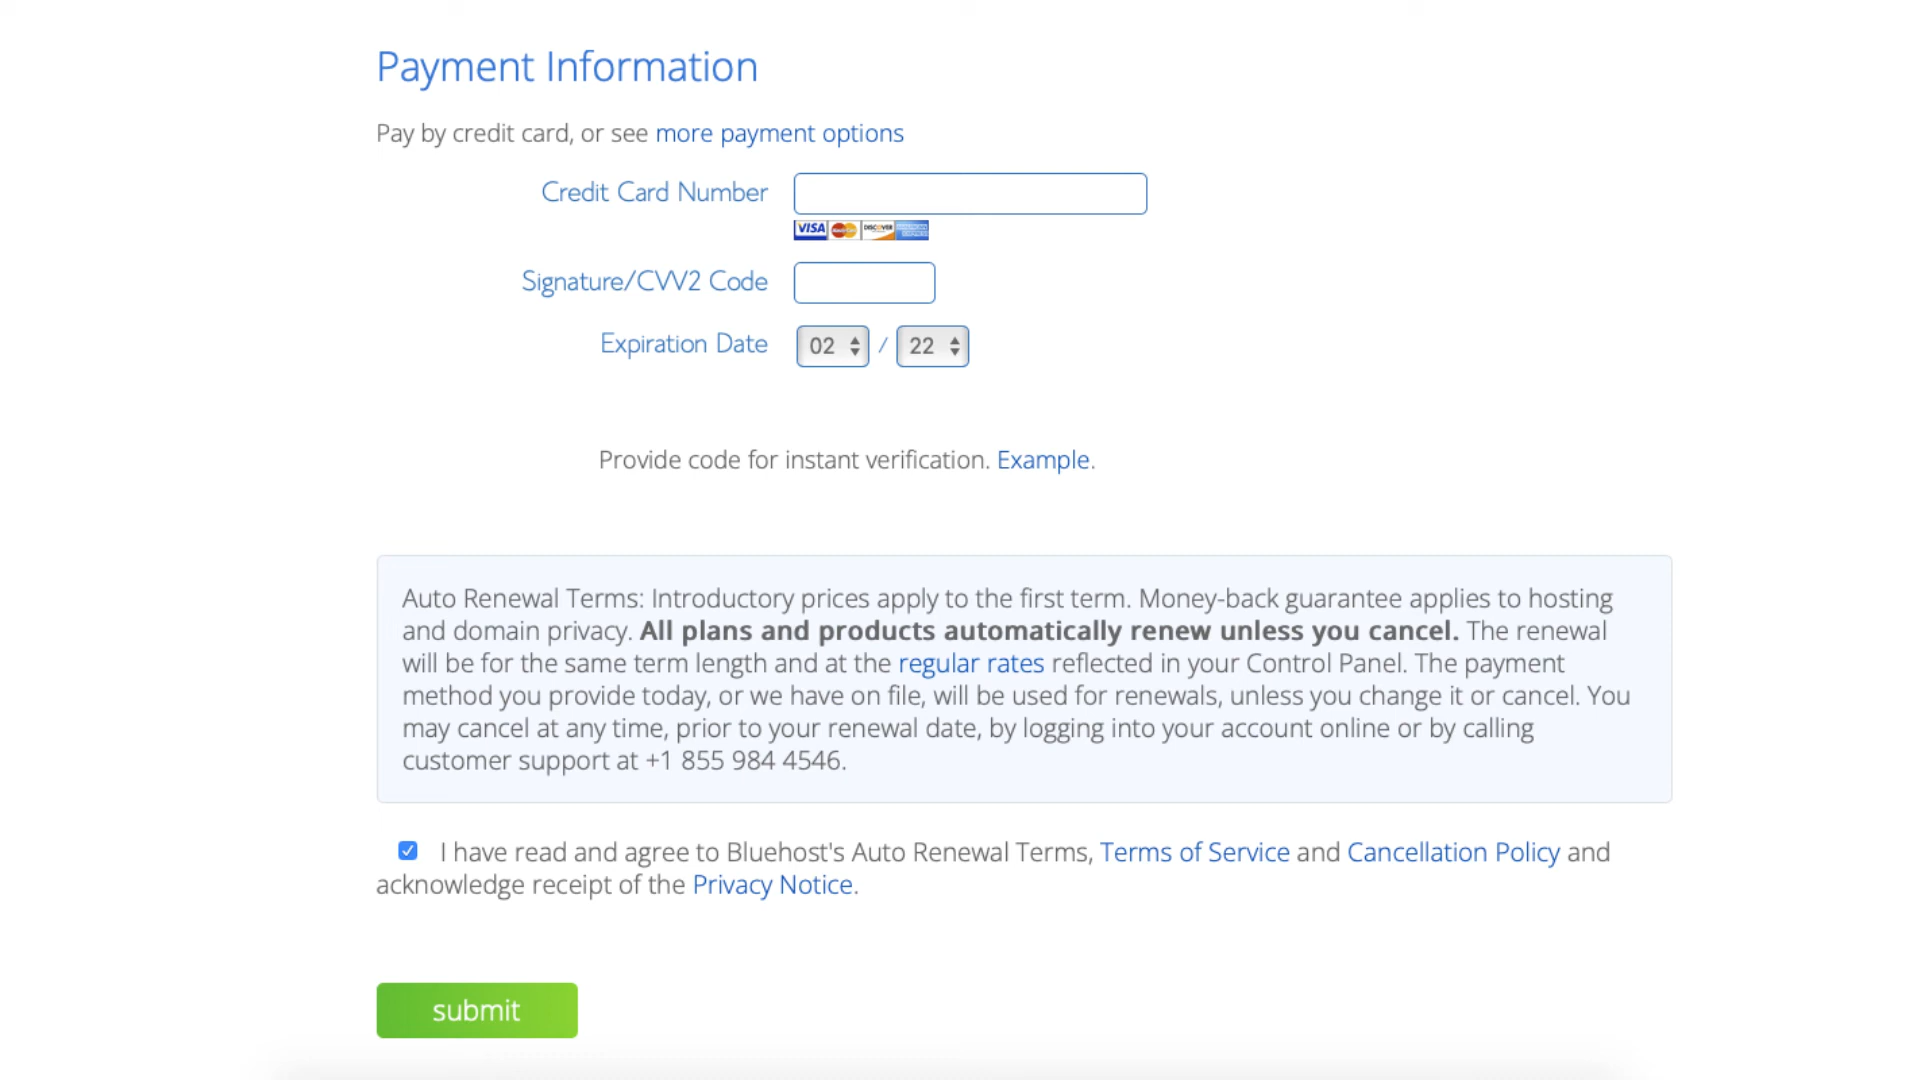 Payment Information
Pay by credit card, or see more payment options
Credit Card Number
VISA MasterCard DISCOVER AMERICAN EXPRESS
Signature/CVV2 Code
Expiration Date 02 / 22
Provide code for instant verification. Example.
Auto Renewal Terms: Introductory prices apply to the first term. Money-back guarantee applies to hosting
and domain privacy. All plans and products automatically renew unless you cancel. The renewal
will be for the same term length and at the regular rates reflected in your Control Panel. The payment
method you provide today, or we have on file, will be used for renewals, unless you change it or cancel. You
may cancel at any time, prior to your renewal date, by logging into your account online or by calling
customer support at +1 855 984 4546.
I have read and agree to Bluehost's Auto Renewal Terms, Terms of Service and Cancellation Policy and
acknowledge receipt of the Privacy Notice.
submit